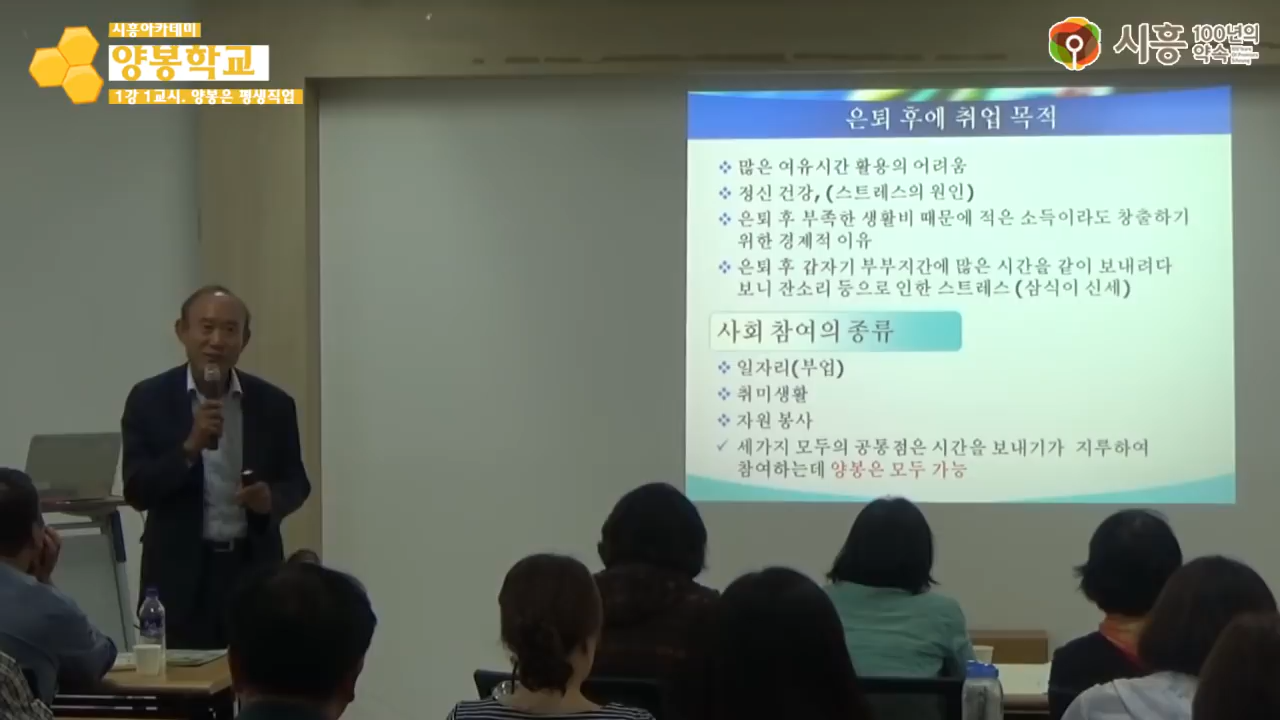 시흥아카데미
양봉학교
1강 1교시. 양봉은 평생직업
시흥 100년의 약속
은퇴 후에 취업 목적
❖ 많은 여유시간 활용의 어려움
❖ 정신 건강, (스트레스의 원인)
❖ 은퇴 후 부족한 생활비 때문에 적은 소득이라도 창출하기
위한 경제적 이유
❖ 은퇴 후 갑자기 부부지간에 많은 시간을 같이 보내려다
보니 잔소리 등으로 인한 스트레스 (삼식이 신세)
사회 참여의 종류
❖ 일자리(부업)
❖ 취미생활
❖ 자원 봉사
✓ 세가지 모두의 공통점은 시간을 보내기가 지루하여
참여하는데 양봉은 모두 가능